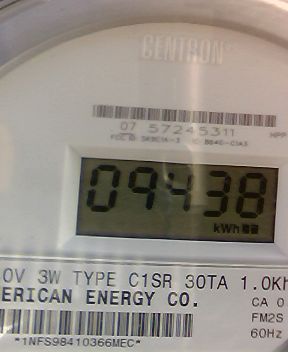 CENTRON
07 57245311
09438
kWh
0V 3W TYPE C1SR 30TA 1.0Kh
ERICAN ENERGY CO.
CA 0
FM2S
60Hz
*1NFS98410366MEC*